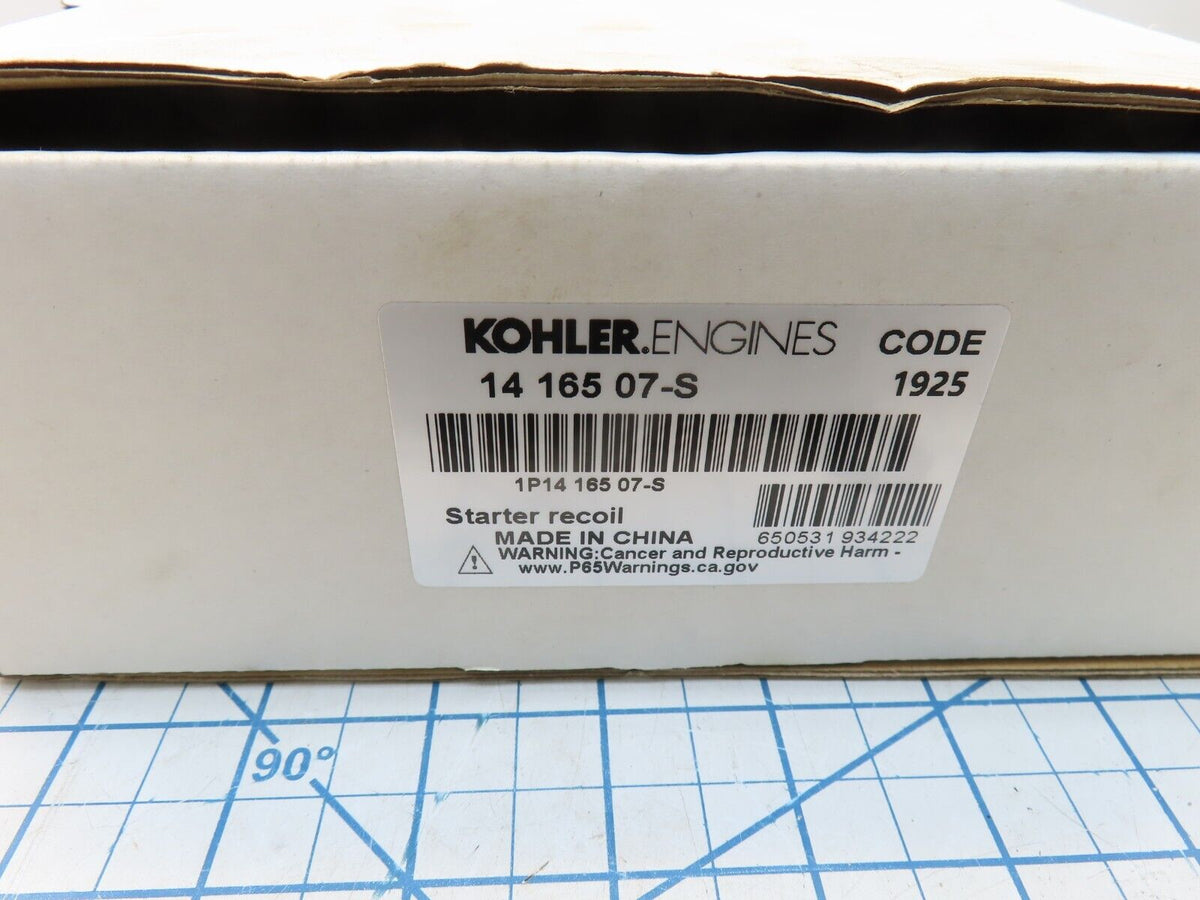 KOHLER.ENGINES CODE
14 165 07-S 1925
1P14 165 07-S
Starter recoil
MADE IN CHINA 650531 934222
WARNING:Cancer and Reproductive Harm -
www.P65Warnings.ca.gov
90°